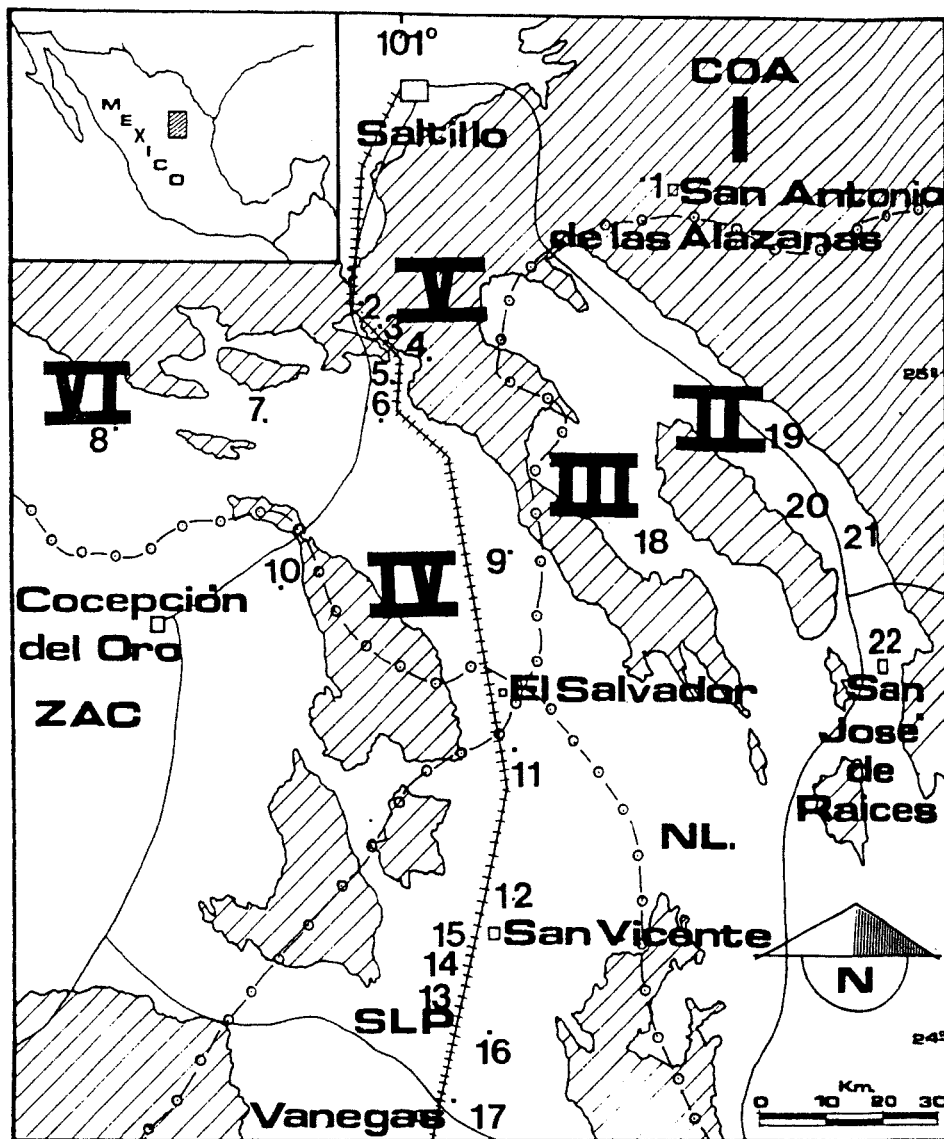 101°
MEXICO
COA
I
Saltillo
1 San Antonio
de las Alazanas
V
2
3
4
5
25°
VI
7
6
II
8
19
III
20
18
21
9
IV
10
Cocepción
del Oro
22
El Salvador
San
José
de
Raices
ZAC
11
NL.
12
15
San Vicente
14
N
13
SLP
16
24°
Km.
0 10 20 30
Vanegas
17